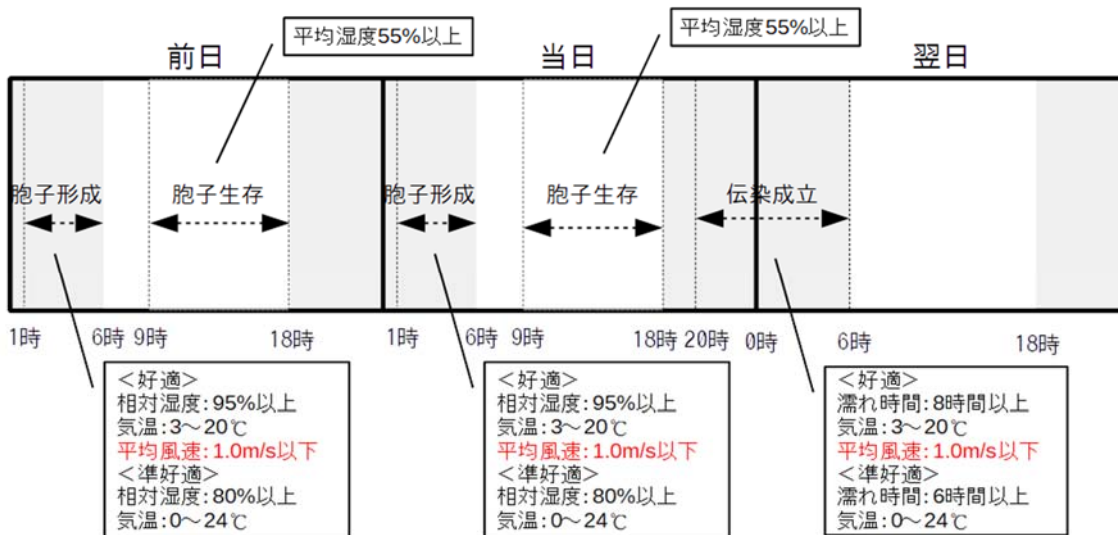 平均湿度55%以上
平均湿度55%以上
前日
当日
翌日
胞子形成
胞子生存
胞子形成
胞子生存
伝染成立
1時
6時
9時
18時
1時
6時
9時
18時
20時
0時
6時
18時
＜好適＞
相対湿度:95%以上
気温:3～20℃
平均風速:1.0m/s以下
＜準好適＞
相対湿度:80%以上
気温:0～24℃
＜好適＞
相対湿度:95%以上
気温:3～20℃
平均風速:1.0m/s以下
＜準好適＞
相対湿度:80%以上
気温:0～24℃
＜好適＞
濡れ時間:8時間以上
気温:3～20℃
平均風速:1.0m/s以下
＜準好適＞
濡れ時間:6時間以上
気温:0～24℃